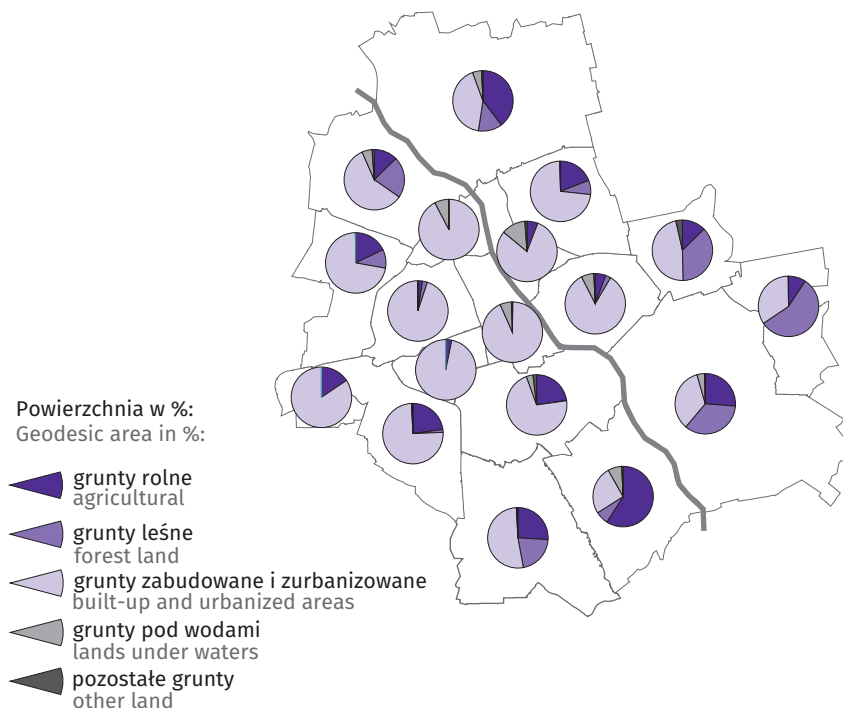 Powierzchnia w %:
Geodesic area in %:
grunty rolne
agricultural
grunty leśne
forest land
grunty zabudowane i zurbanizowane
built-up and urbanized areas
grunty pod wodami
lands under waters
pozostałe grunty
other land